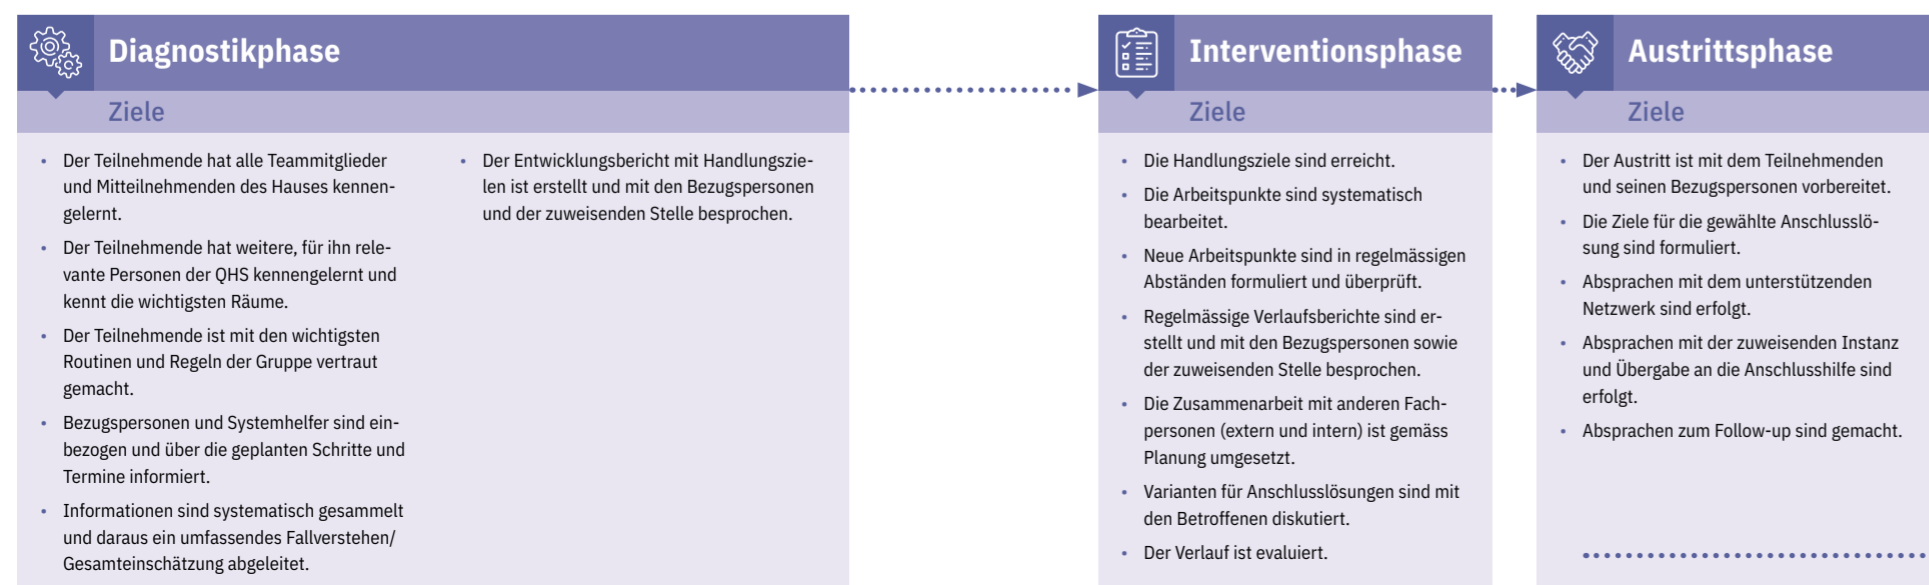 Diagnostikphase
Ziele
• Der Teilnehmende hat alle Teammitglieder
und Mitteilnehmenden des Hauses kennen-
gelernt.
• Der Teilnehmende hat weitere, für ihn rele-
vante Personen der QHS kennengelernt und
kennt die wichtigsten Räume.
• Der Teilnehmende ist mit den wichtigsten
Routinen und Regeln der Gruppe vertraut
gemacht.
• Bezugspersonen und Systemhelfer sind ein-
bezogen und über die geplanten Schritte und
Termine informiert.
• Informationen sind systematisch gesammelt
und daraus ein umfassendes Fallverstehen/
Gesamteinschätzung abgeleitet.
• Der Entwicklungsbericht mit Handlungszie-
len ist erstellt und mit den Bezugspersonen
und der zuweisenden Stelle besprochen.
Interventionsphase
Ziele
• Die Handlungsziele sind erreicht.
• Die Arbeitspunkte sind systematisch
bearbeitet.
• Neue Arbeitspunkte sind in regelmässigen
Abständen formuliert und überprüft.
• Regelmässige Verlaufsberichte sind er-
stellt und mit den Bezugspersonen sowie
der zuweisenden Stelle besprochen.
• Die Zusammenarbeit mit anderen Fach-
personen (extern und intern) ist gemäss
Planung umgesetzt.
• Varianten für Anschlusslösungen sind mit
den Betroffenen diskutiert.
• Der Verlauf ist evaluiert.
Austrittsphase
Ziele
• Der Austritt ist mit dem Teilnehmenden
und seinen Bezugspersonen vorbereitet.
• Die Ziele für die gewählte Anschlusslö-
sung sind formuliert.
• Absprachen mit dem unterstützenden
Netzwerk sind erfolgt.
• Absprachen mit der zuweisenden Instanz
und Übergabe an die Anschlusshilfe sind
erfolgt.
• Absprachen zum Follow-up sind gemacht.